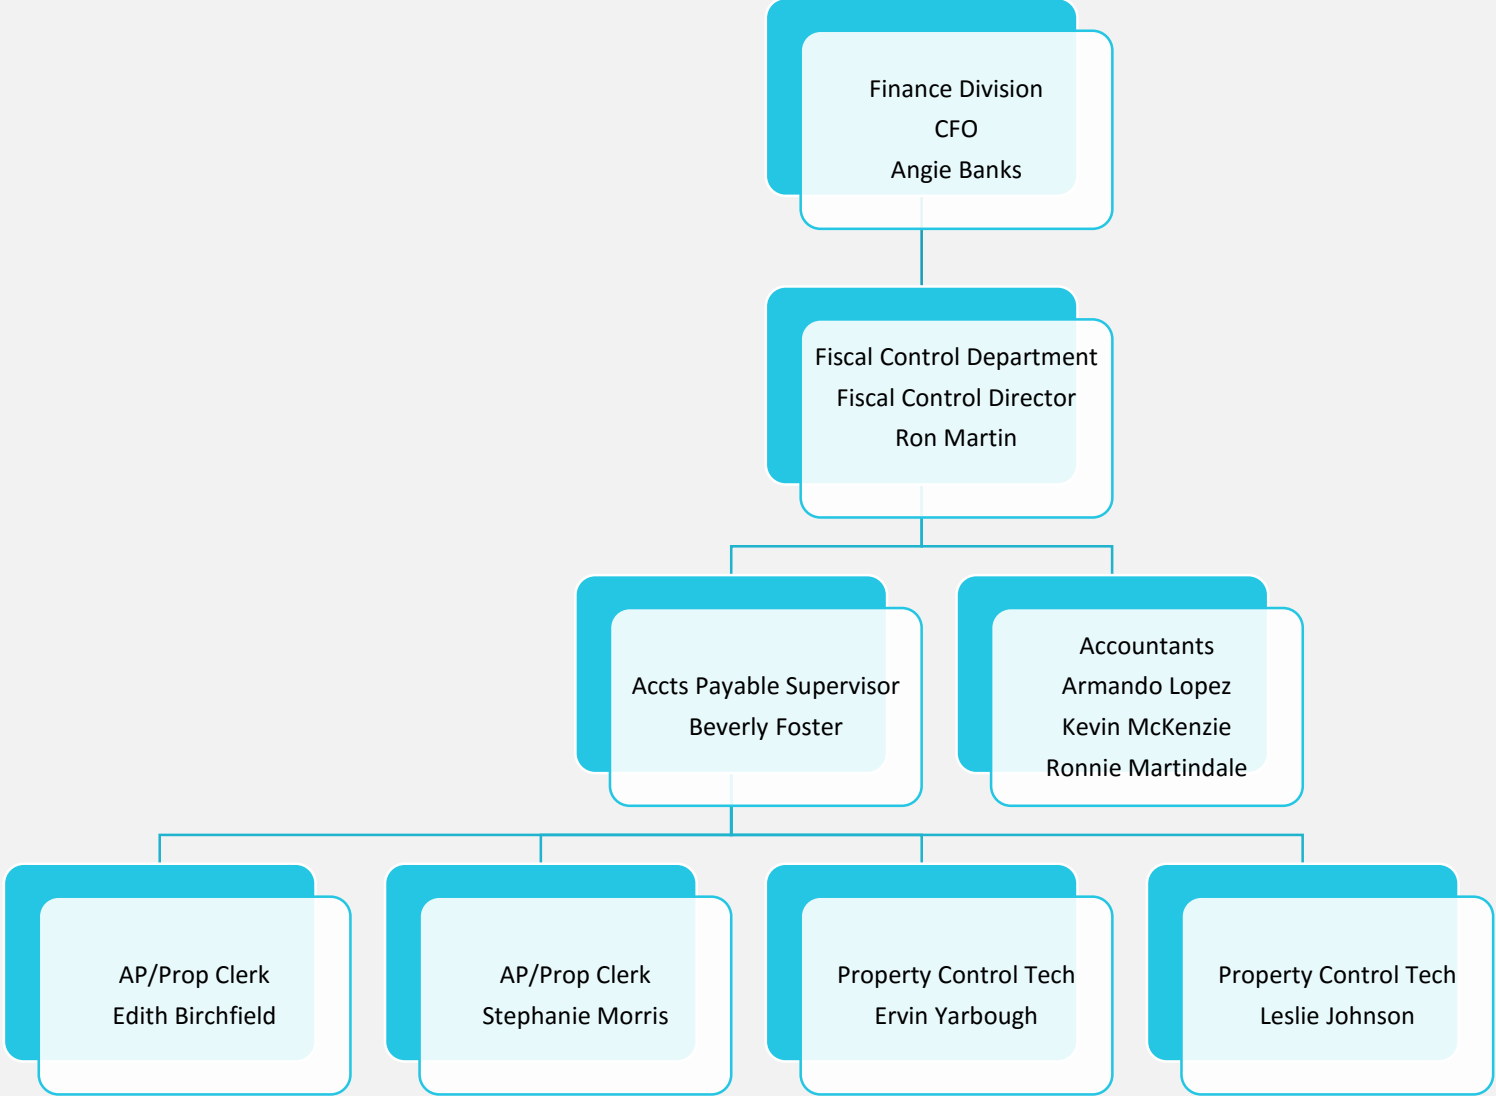 Finance Division
CFO
Angie Banks
Fiscal Control Department
Fiscal Control Director
Ron Martin
Accts Payable Supervisor
Beverly Foster
Accountants
Armando Lopez
Kevin McKenzie
Ronnie Martindale
AP/Prop Clerk
Edith Birchfield
AP/Prop Clerk
Stephanie Morris
Property Control Tech
Ervin Yarbough
Property Control Tech
Leslie Johnson